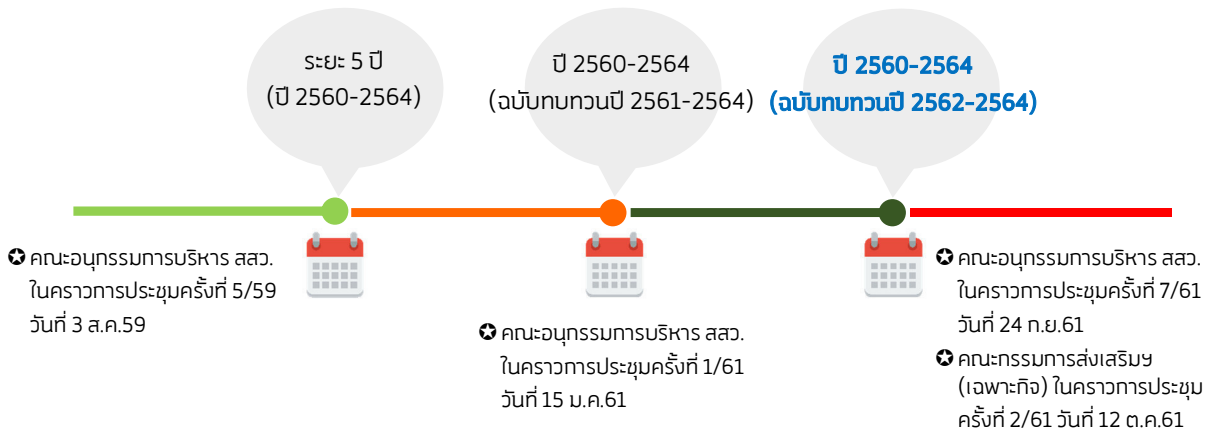 ระยะ 5 ปี
(ปี 2560-2564)
ปี 2560-2564
(ฉบับทบทวนปี 2561-2564)
ปี 2560-2564
(ฉบับทบทวนปี 2562-2564)
✪ คณะอนุกรรมการบริหาร สสว.
ในคราวการประชุมครั้งที่ 5/59
วันที่ 3 ส.ค.59
✪ คณะอนุกรรมการบริหาร สสว.
ในคราวการประชุมครั้งที่ 1/61
วันที่ 15 ม.ค.61
✪ คณะอนุกรรมการบริหาร สสว.
ในคราวการประชุมครั้งที่ 7/61
วันที่ 24 ก.ย.61
✪ คณะกรรมการส่งเสริมฯ
(เฉพาะกิจ) ในคราวการประชุม
ครั้งที่ 2/61 วันที่ 12 ต.ค.61